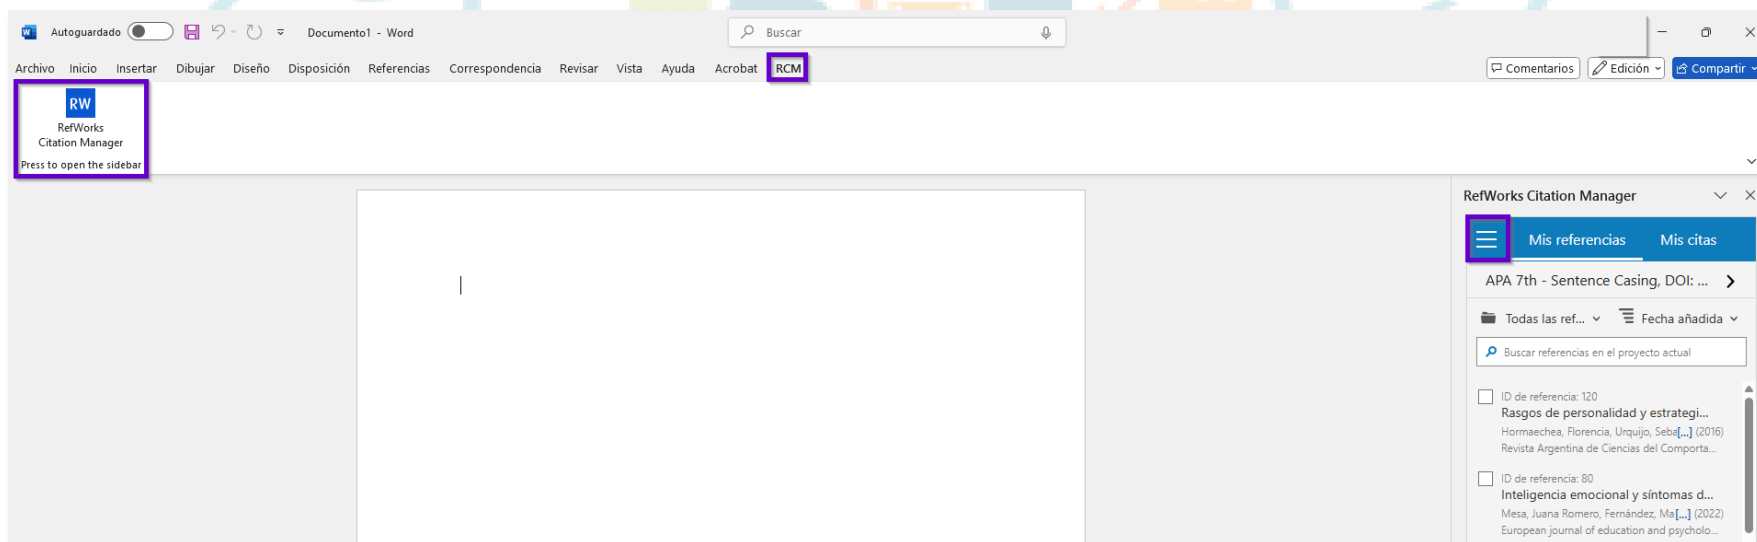 Autoguardado
Documento1 - Word
Buscar
Archivo Inicio Insertar Dibujar Diseño Disposición Referencias Correspondencia Revisar Vista Ayuda Acrobat RCM
Comentarios Edición Compartir
RW
RefWorks
Citation Manager
Press to open the sidebar
RefWorks Citation Manager
Mis referencias Mis citas
APA 7th - Sentence Casing, DOI: ...
Todas las ref... Fecha añadida
Buscar referencias en el proyecto actual
ID de referencia: 120
Rasgos de personalidad y estrategi...
Hormaechea, Florencia, Urquijo, Seba[...] (2016)
Revista Argentina de Ciencias del Comporta...
ID de referencia: 80
Inteligencia emocional y síntomas d...
Mesa, Juana Romero, Fernández, Ma[...] (2022)
European journal of education and psycholo...